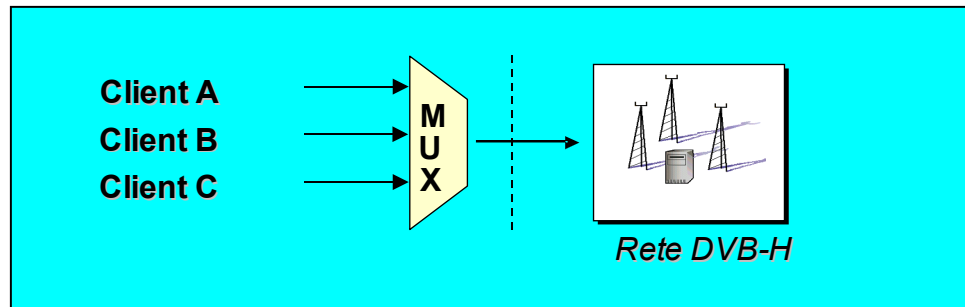 Client A
Client B
Client C
M
U
X
Rete DVB-H